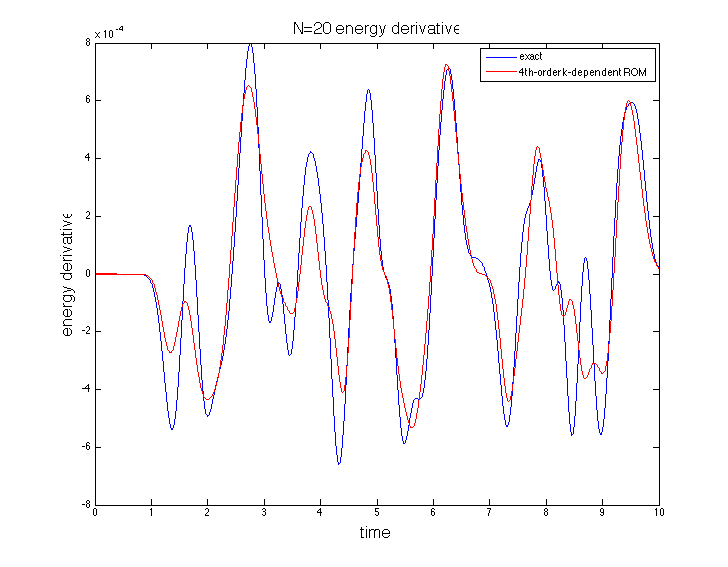 N=20 energy derivative
x 10^-4
exact
4th-order k-dependent ROM
8
6
4
2
0
-2
-4
-6
-8
energy derivative
0 1 2 3 4 5 6 7 8 9 10
time